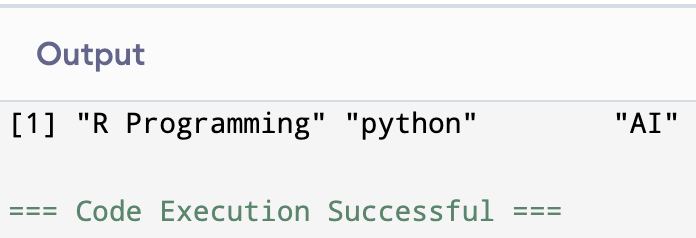 Output
[1] "R Programming" "python"        "AI"
=== Code Execution Successful ===